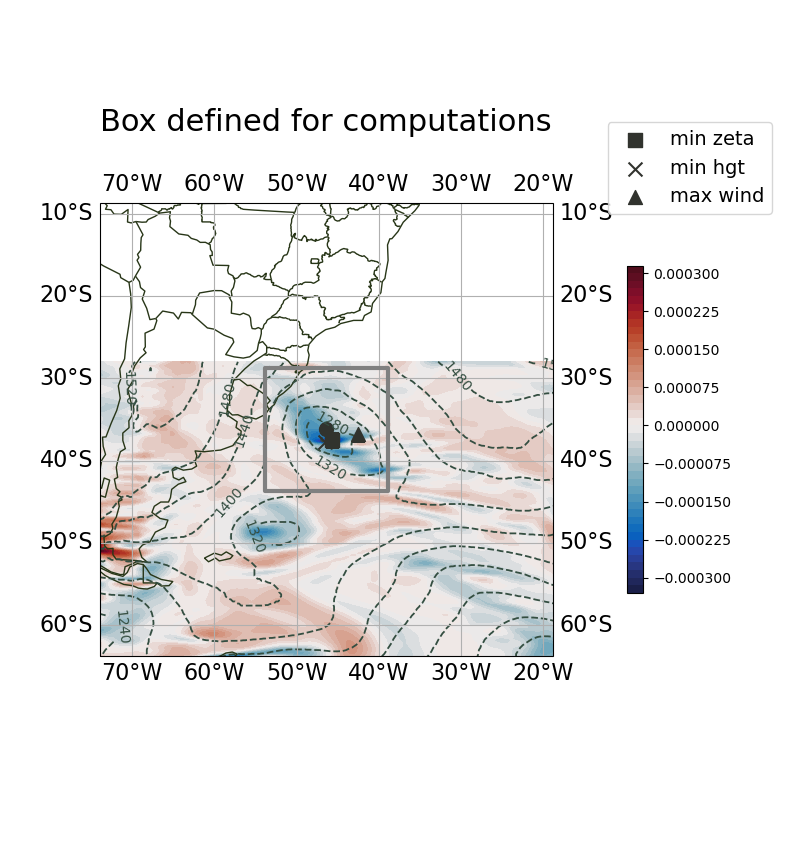 Box defined for computations
min zeta
min hgt
max wind
70°W 60°W 50°W 40°W 30°W 20°W
10°S 10°S
20°S 20°S
30°S 30°S
40°S 40°S
50°S 50°S
60°S 60°S
70°W 60°W 50°W 40°W 30°W 20°W
1520
1480
1480
1440
1280
1320
1400
1320
1240
0.000300
0.000225
0.000150
0.000075
0.000000
−0.000075
−0.000150
−0.000225
−0.000300